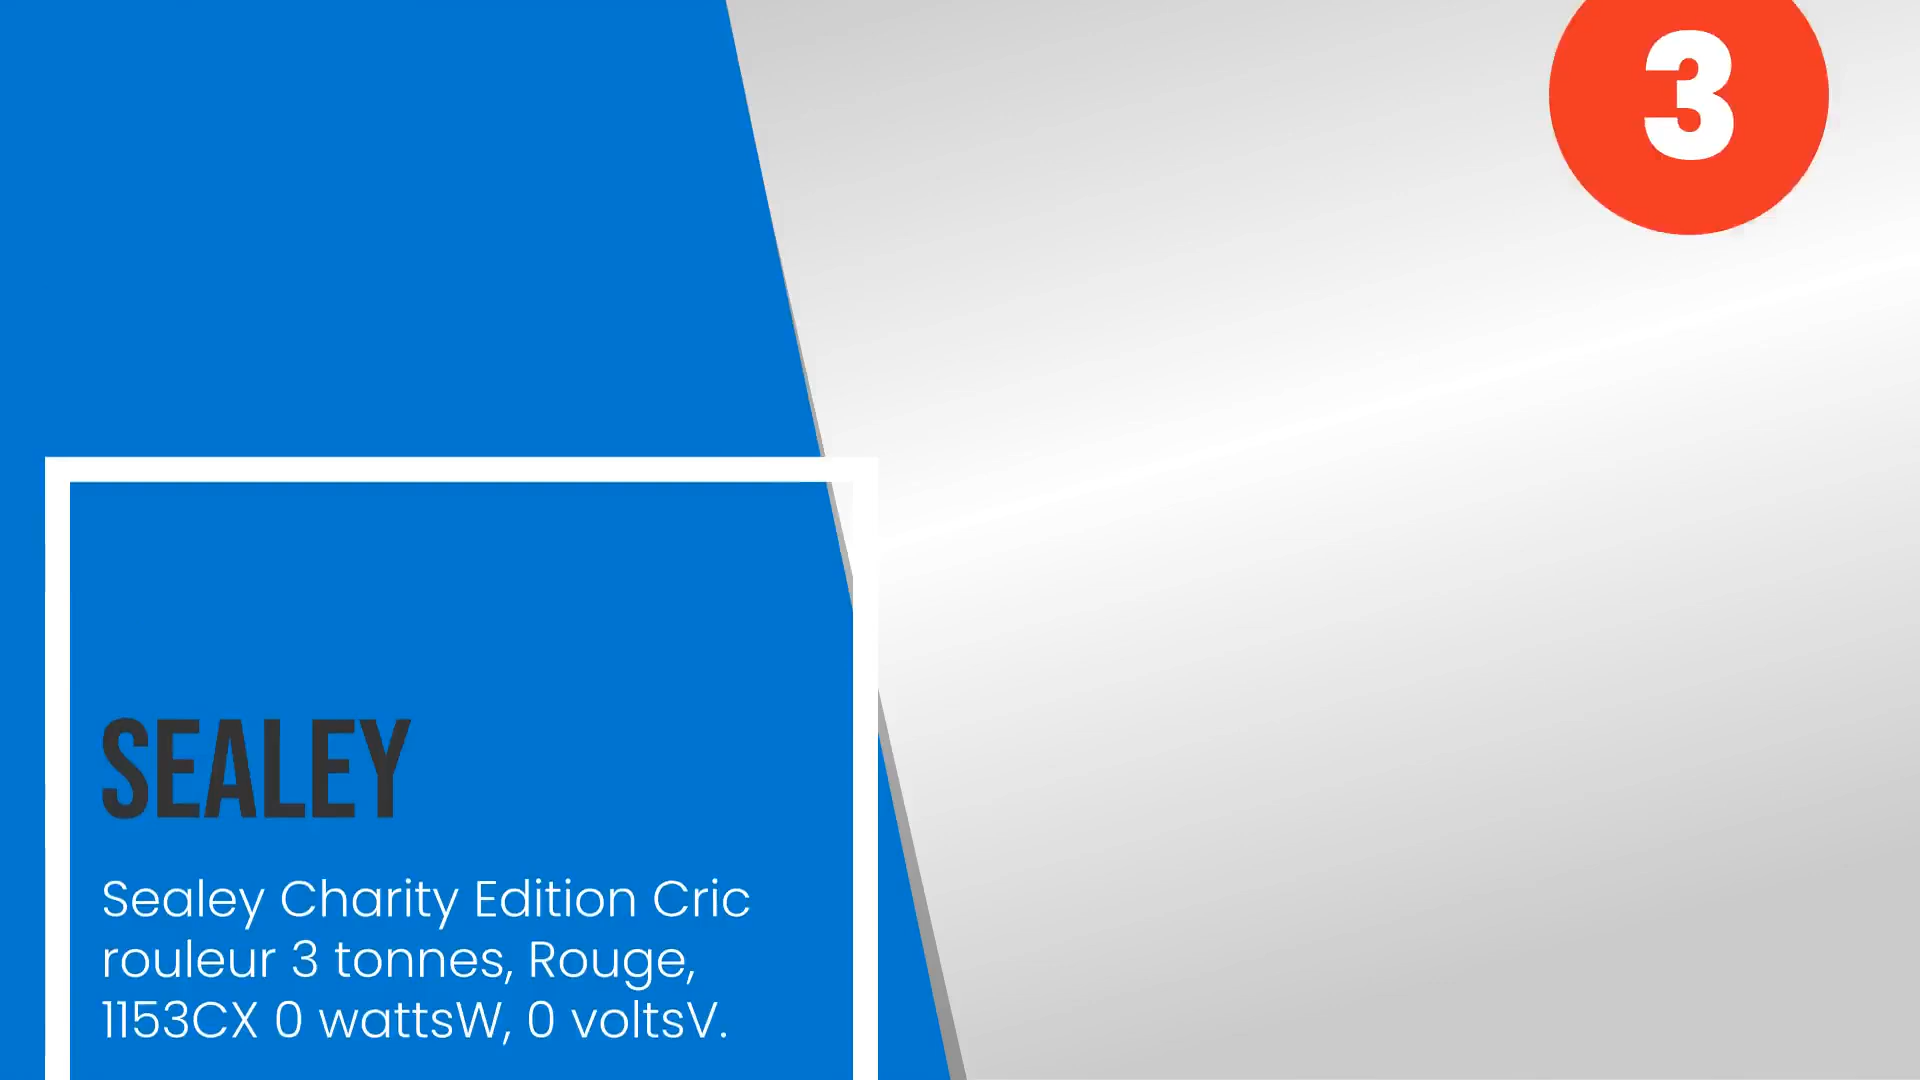 3
SEALEY
Sealey Charity Edition Cric
rouleur 3 tonnes, Rouge,
1153CX 0 wattsW, 0 voltsV.